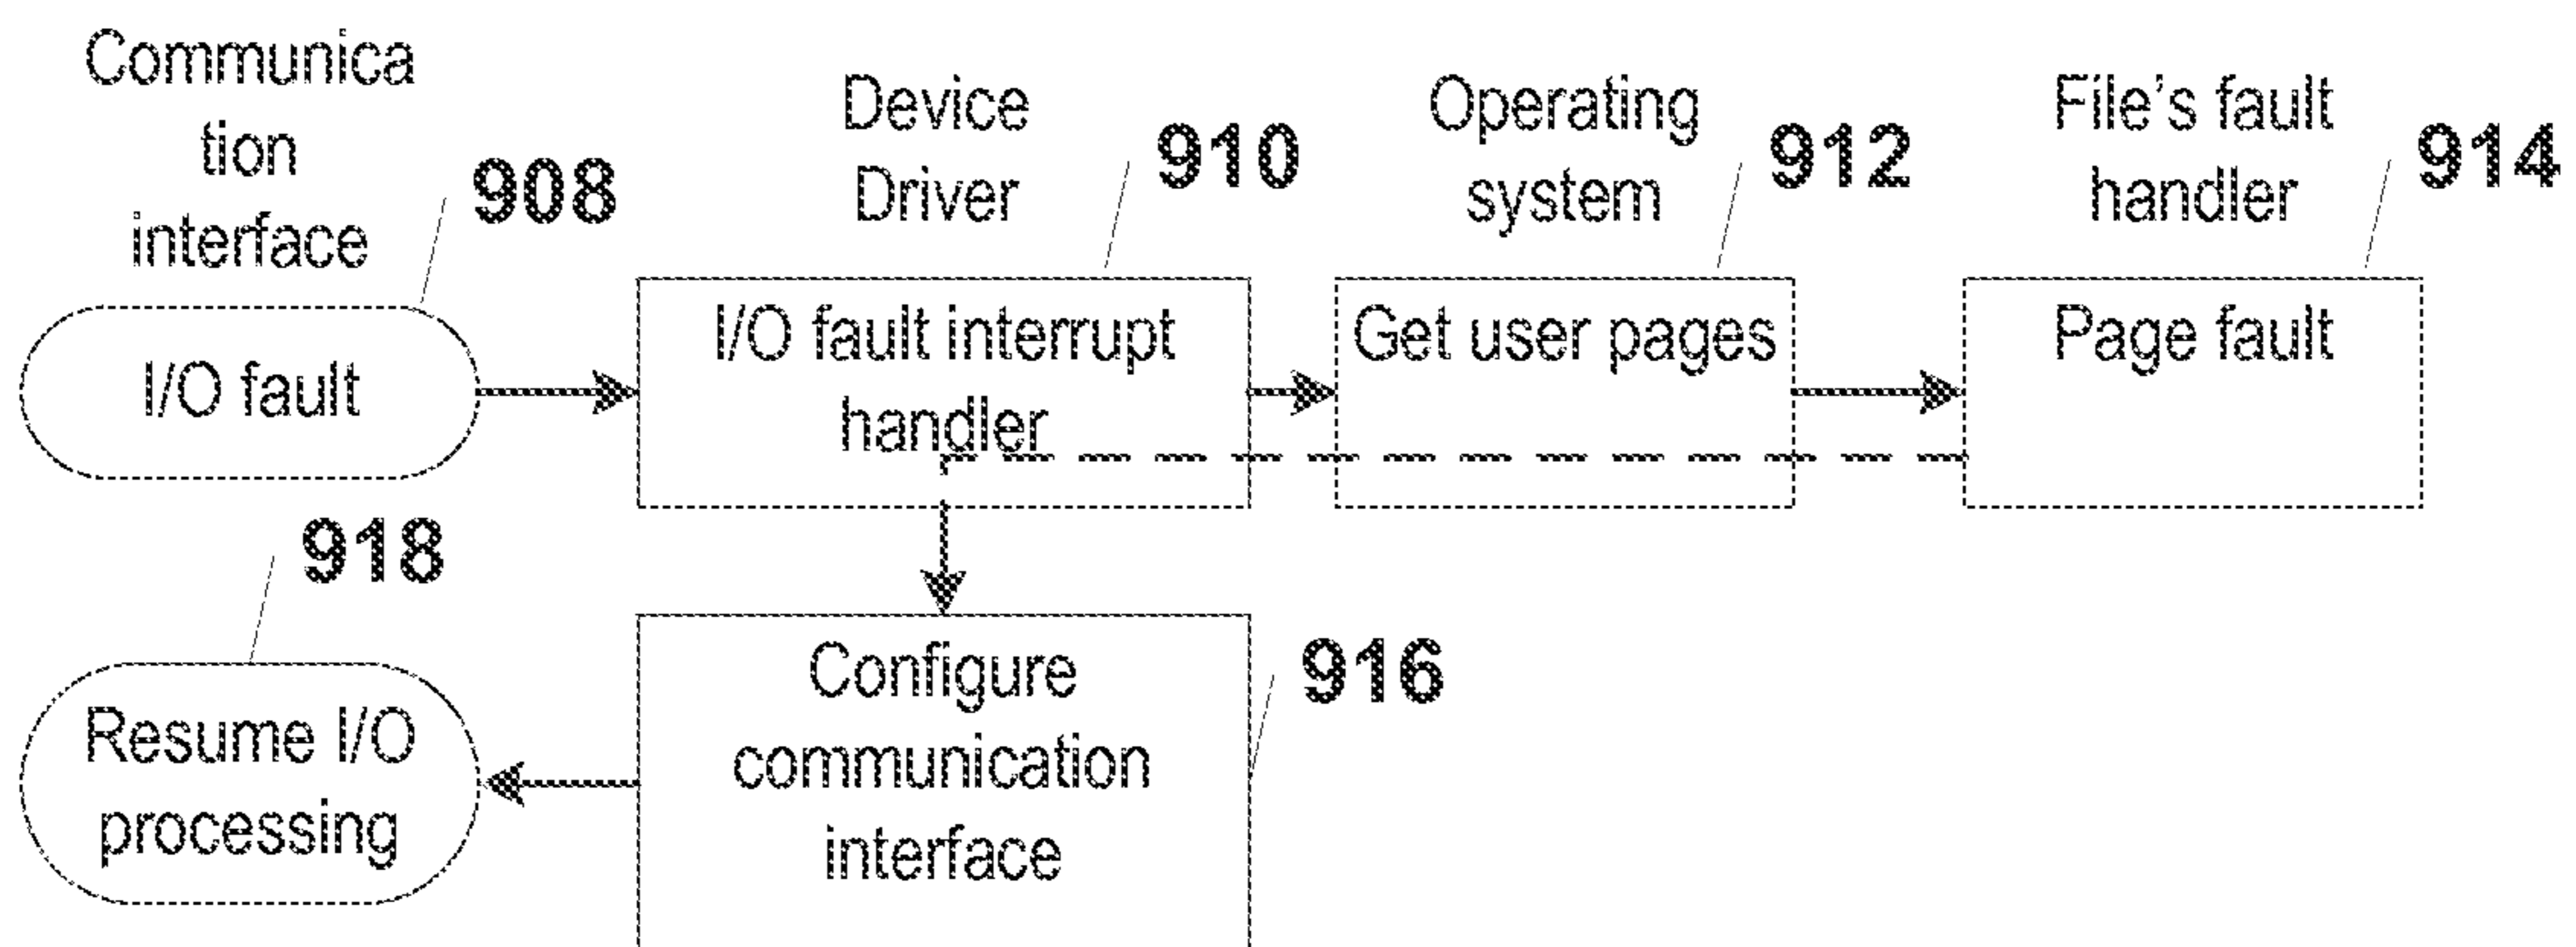 Communica
tion
interface
908
Device
Driver
910
Operating
system
912
File's fault
handler
914
I/O fault
I/O fault interrupt
handler
Get user pages
Page fault
918
Resume I/O
processing
Configure
communication
interface
916